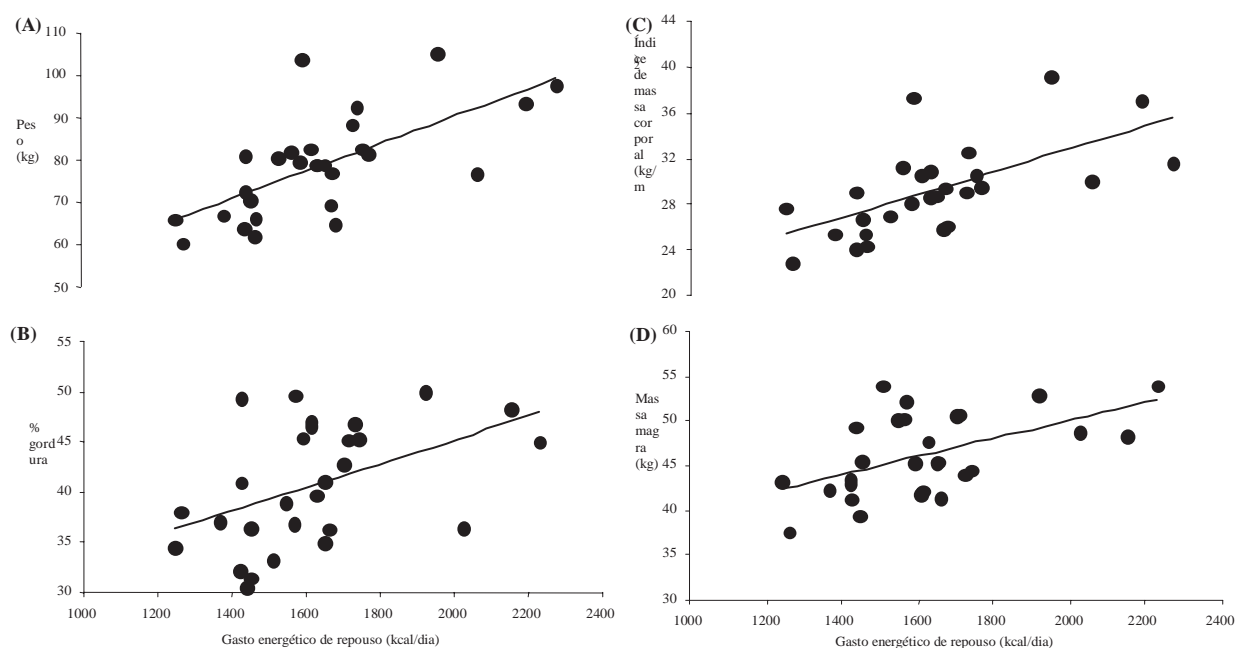 (A)
110
100
90
80
70
60
50
Pes
o
(kg)
(C)
44
40
36
32
28
24
20
Índi
ce
2
de
mas
sa
cor
por
al
(kg/
m
(B)
55
50
45
40
35
30
%
gord
ura
1000 1200 1400 1600 1800 2000 2200 2400
Gasto energético de repouso (kcal/dia)
(D)
60
55
50
45
40
35
30
Mas
sa
mag
ra
(kg)
1000 1200 1400 1600 1800 2000 2200 2400
Gasto energético de repouso (kcal/dia)